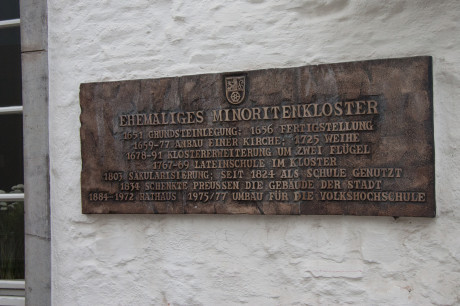 EHEMALIGES MINORITENKLOSTER
1651 GRUNDSTEINLEGUNG; 1656 FERTIGSTELLUNG
1659-77 ANBAU EINER KIRCHE; 1725 WEIHE
1678-91 KLOSTERERWEITERUNG UM ZWEI FLÜGEL
1767-89 LATEINSCHULE IM KLOSTER
1803 SÄKULARISIERUNG; SEIT 1824 ALS SCHULE GENUTZT
1834 SCHENKTE PREUSSEN DIE GEBÄUDE DER STADT
1884-1972 RATHAUS 1975/77 UMBAU FÜR DIE VOLKSHOCHSCHULE